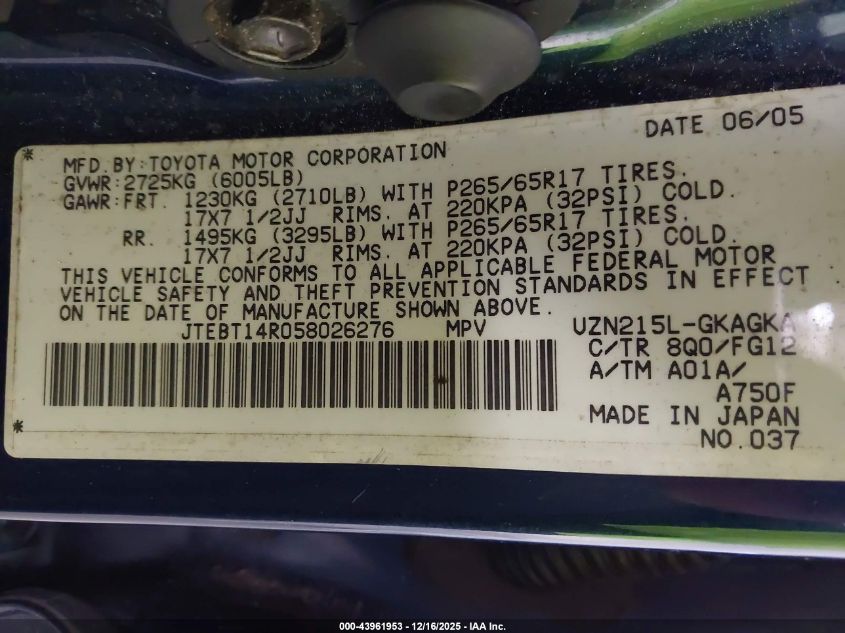 DATE 06/05
MFD. BY: TOYOTA MOTOR CORPORATION
GVWR: 2725KG (6005LB)
GAWR: FRT. 1230KG (2710LB) WITH P265/65R17 TIRES.
17X7 1/2JJ RIMS. AT 220KPA (32PSI) COLD.
RR. 1495KG (3295LB) WITH P265/65R17 TIRES.
17X7 1/2JJ RIMS. AT 220KPA (32PSI) COLD.
THIS VEHICLE CONFORMS TO ALL APPLICABLE FEDERAL MOTOR
VEHICLE SAFETY AND THEFT PREVENTION STANDARDS IN EFFECT
ON THE DATE OF MANUFACTURE SHOWN ABOVE.
JTEBT14R058026276 MPV UZN215L-GKAGKA
C/TR 8Q0/FG12
A/TM A01A/
A750F
MADE IN JAPAN
NO.037
000-43961953 - 12/16/2025 - IAA Inc.